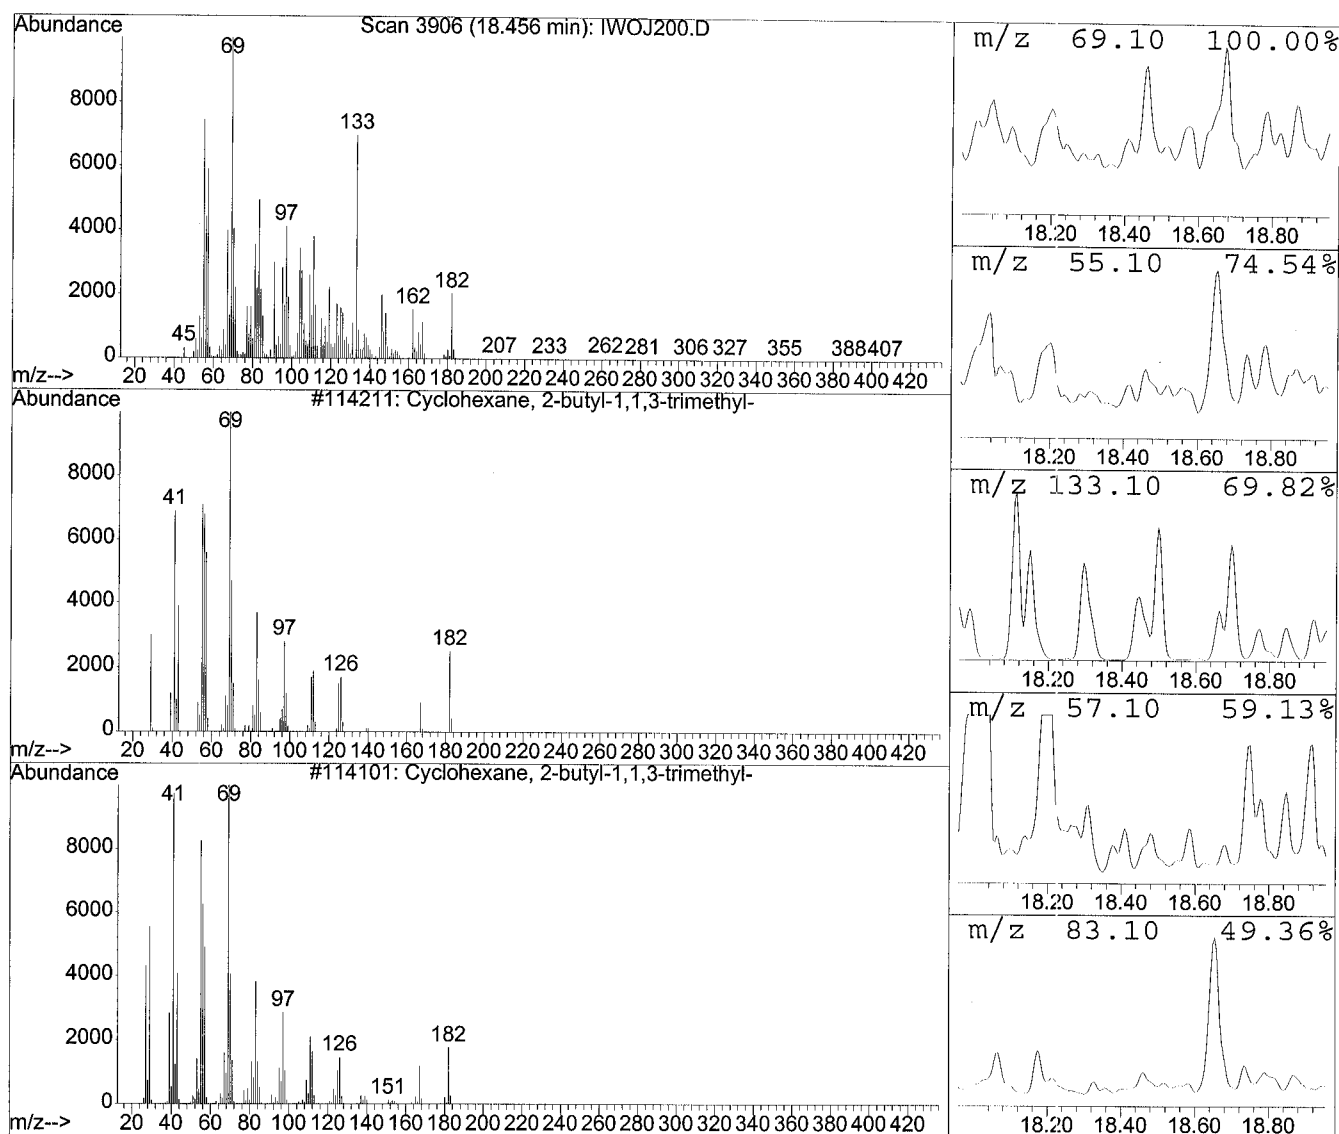 Abundance
Scan 3906 (18.456 min): IWOJ200.D
69
8000
133
6000
97
4000
2000
182
162
45
207 233 262 281 306 327 355 388 407
0
m/z--> 20 40 60 80 100 120 140 160 180 200 220 240 260 280 300 320 340 360 380 400 420
Abundance
#114211: Cyclohexane, 2-butyl-1,1,3-trimethyl-
69
8000
41
6000
4000
97
182
2000
126
0
m/z--> 20 40 60 80 100 120 140 160 180 200 220 240 260 280 300 320 340 360 380 400 420
Abundance
#114101: Cyclohexane, 2-butyl-1,1,3-trimethyl-
41 69
8000
6000
4000
97
2000
126
182
151
0
m/z--> 20 40 60 80 100 120 140 160 180 200 220 240 260 280 300 320 340 360 380 400 420
m/z 69.10 100.00%
18.20 18.40 18.60 18.80
m/z 55.10 74.54%
18.20 18.40 18.60 18.80
m/z 133.10 69.82%
18.20 18.40 18.60 18.80
m/z 57.10 59.13%
18.20 18.40 18.60 18.80
m/z 83.10 49.36%
18.20 18.40 18.60 18.80